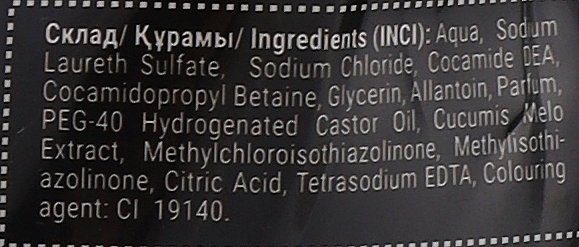 Склад/ Құрамы/ Ingredients (INCI): Aqua, Sodium
Laureth Sulfate, Sodium Chloride, Cocamide DEA,
Cocamidopropyl Betaine, Glycerin, Allantoin, Parfum,
PEG-40 Hydrogenated Castor Oil, Cucumis Melo
Extract, Methylchloroisothiazolinone, Methylisothi-
azolinone, Citric Acid, Tetrasodium EDTA, Colouring
agent: CI 19140.